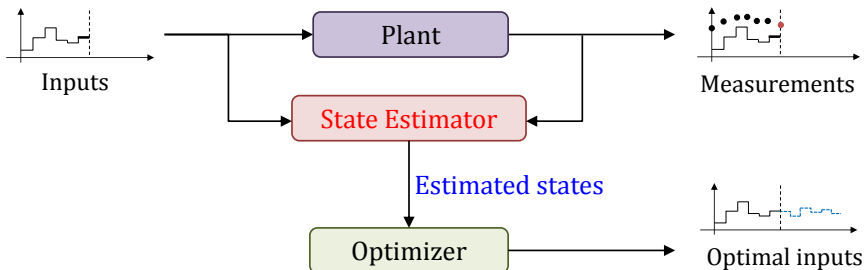 Plant
Inputs
Measurements
State Estimator
Estimated states
Optimizer
Optimal inputs